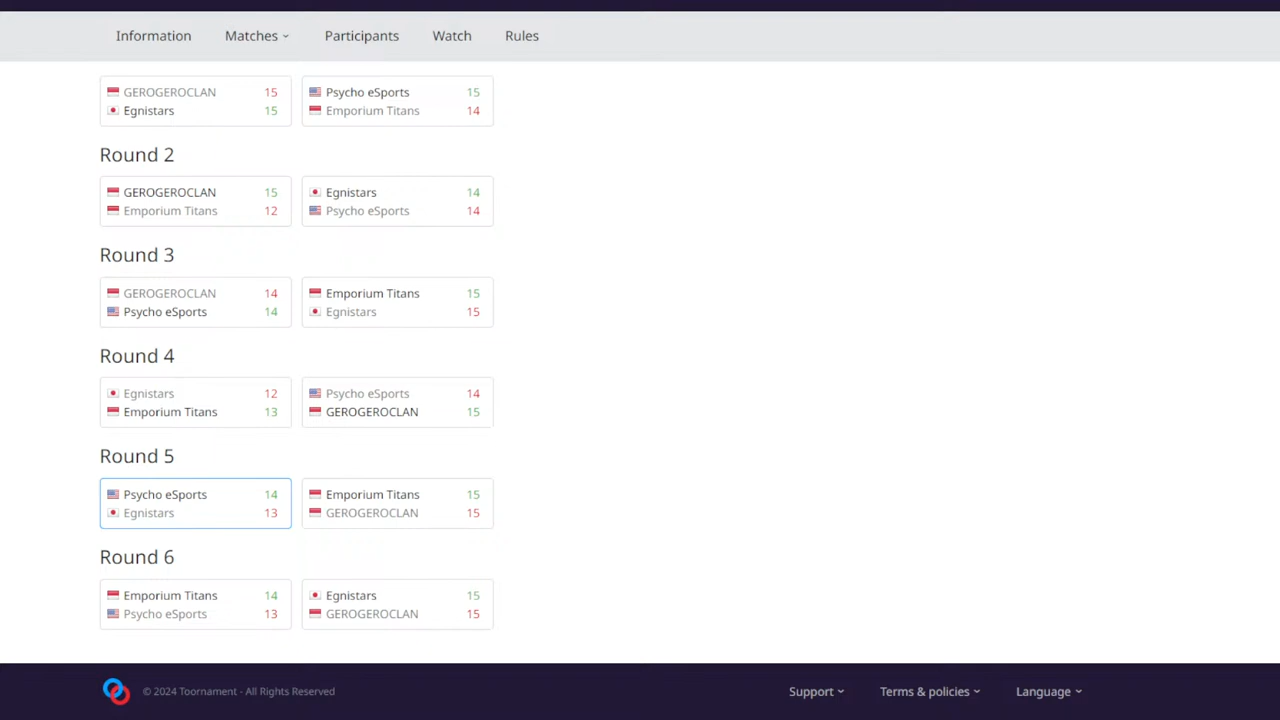 Information Matches Participants Watch Rules
GEROGEROCLAN 15
Egnistars 15
Psycho eSports 15
Emporium Titans 14
Round 2
GEROGEROCLAN 15
Emporium Titans 12
Egnistars 14
Psycho eSports 14
Round 3
GEROGEROCLAN 14
Psycho eSports 14
Emporium Titans 15
Egnistars 15
Round 4
Egnistars 12
Emporium Titans 13
Psycho eSports 14
GEROGEROCLAN 15
Round 5
Psycho eSports 14
Egnistars 13
Emporium Titans 15
GEROGEROCLAN 15
Round 6
Emporium Titans 14
Psycho eSports 13
Egnistars 15
GEROGEROCLAN 15
© 2024 Toornament - All Rights Reserved Support Terms & policies Language